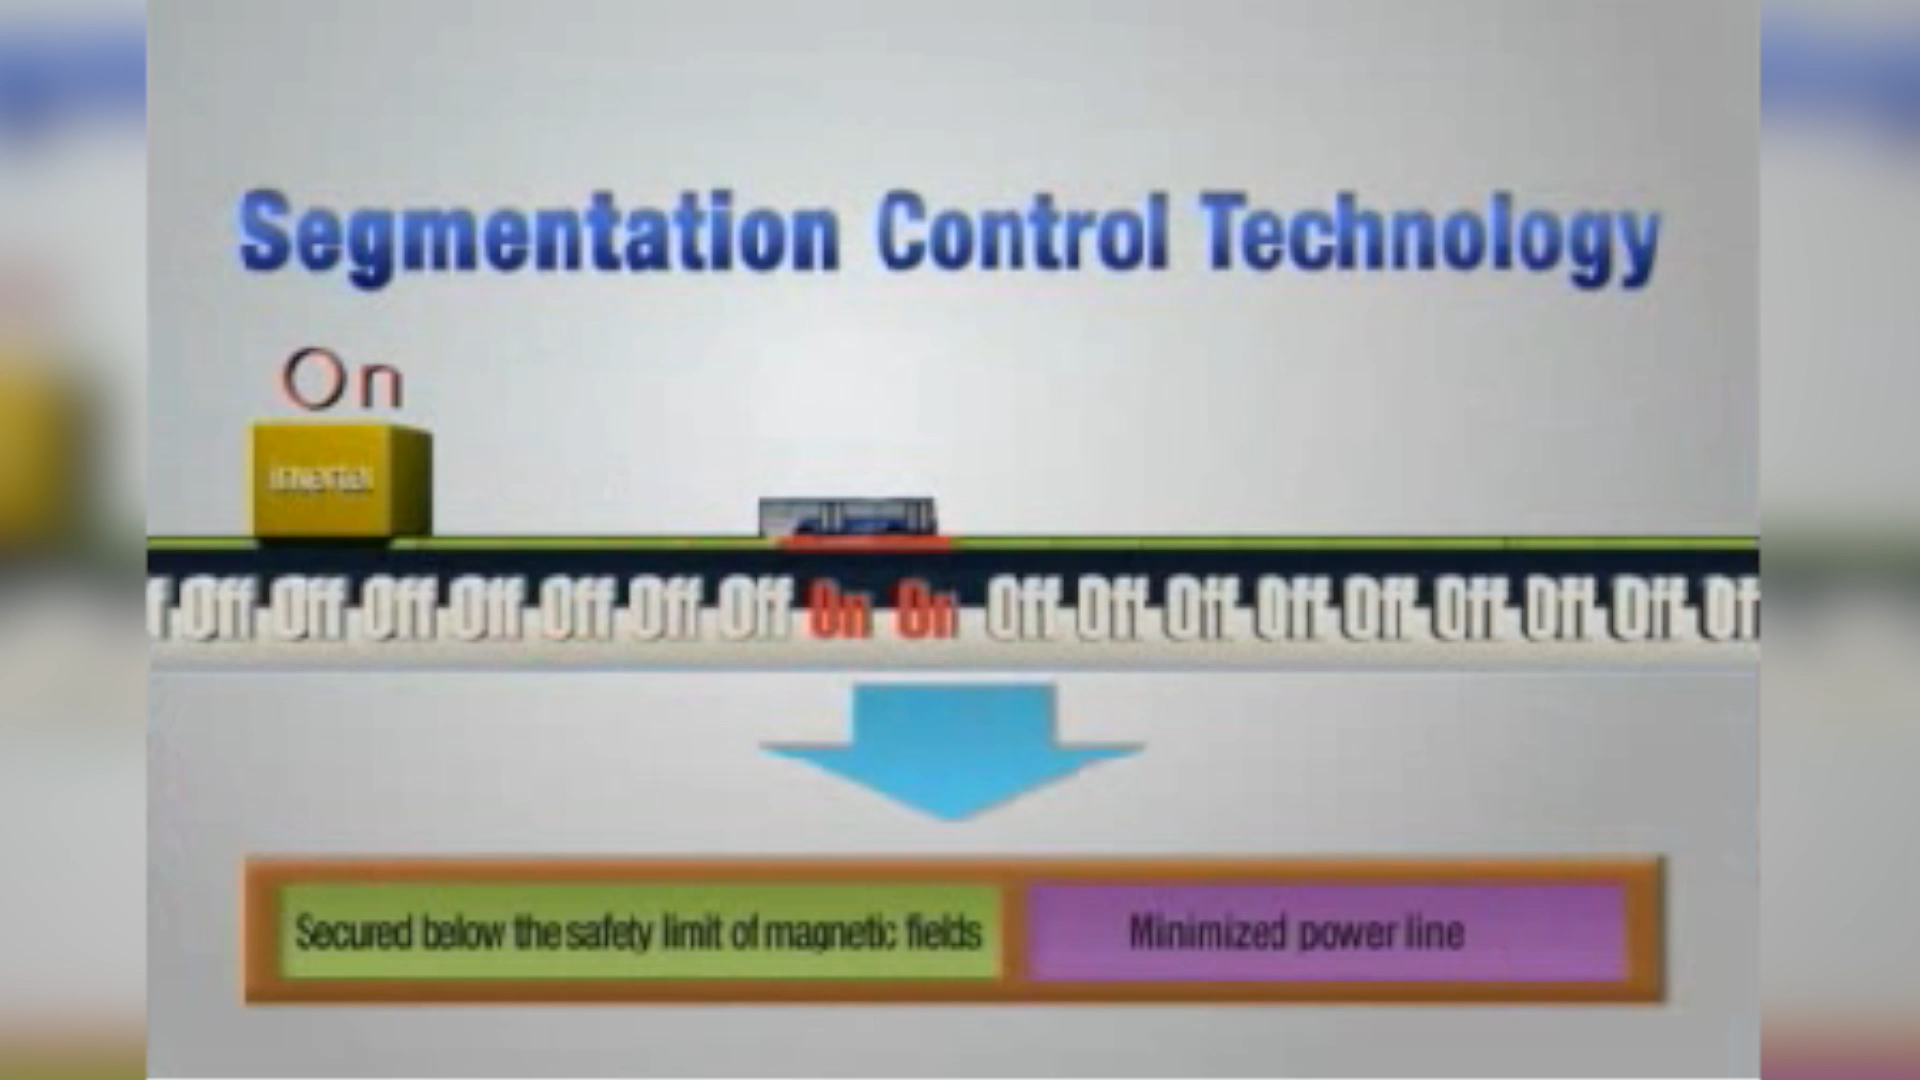 Segmentation Control Technology
On
Off Off Off Off Off Off Off On On Off Off Off Off Off Off Off Off
Secured below the safety limit of magnetic fields
Minimized power line